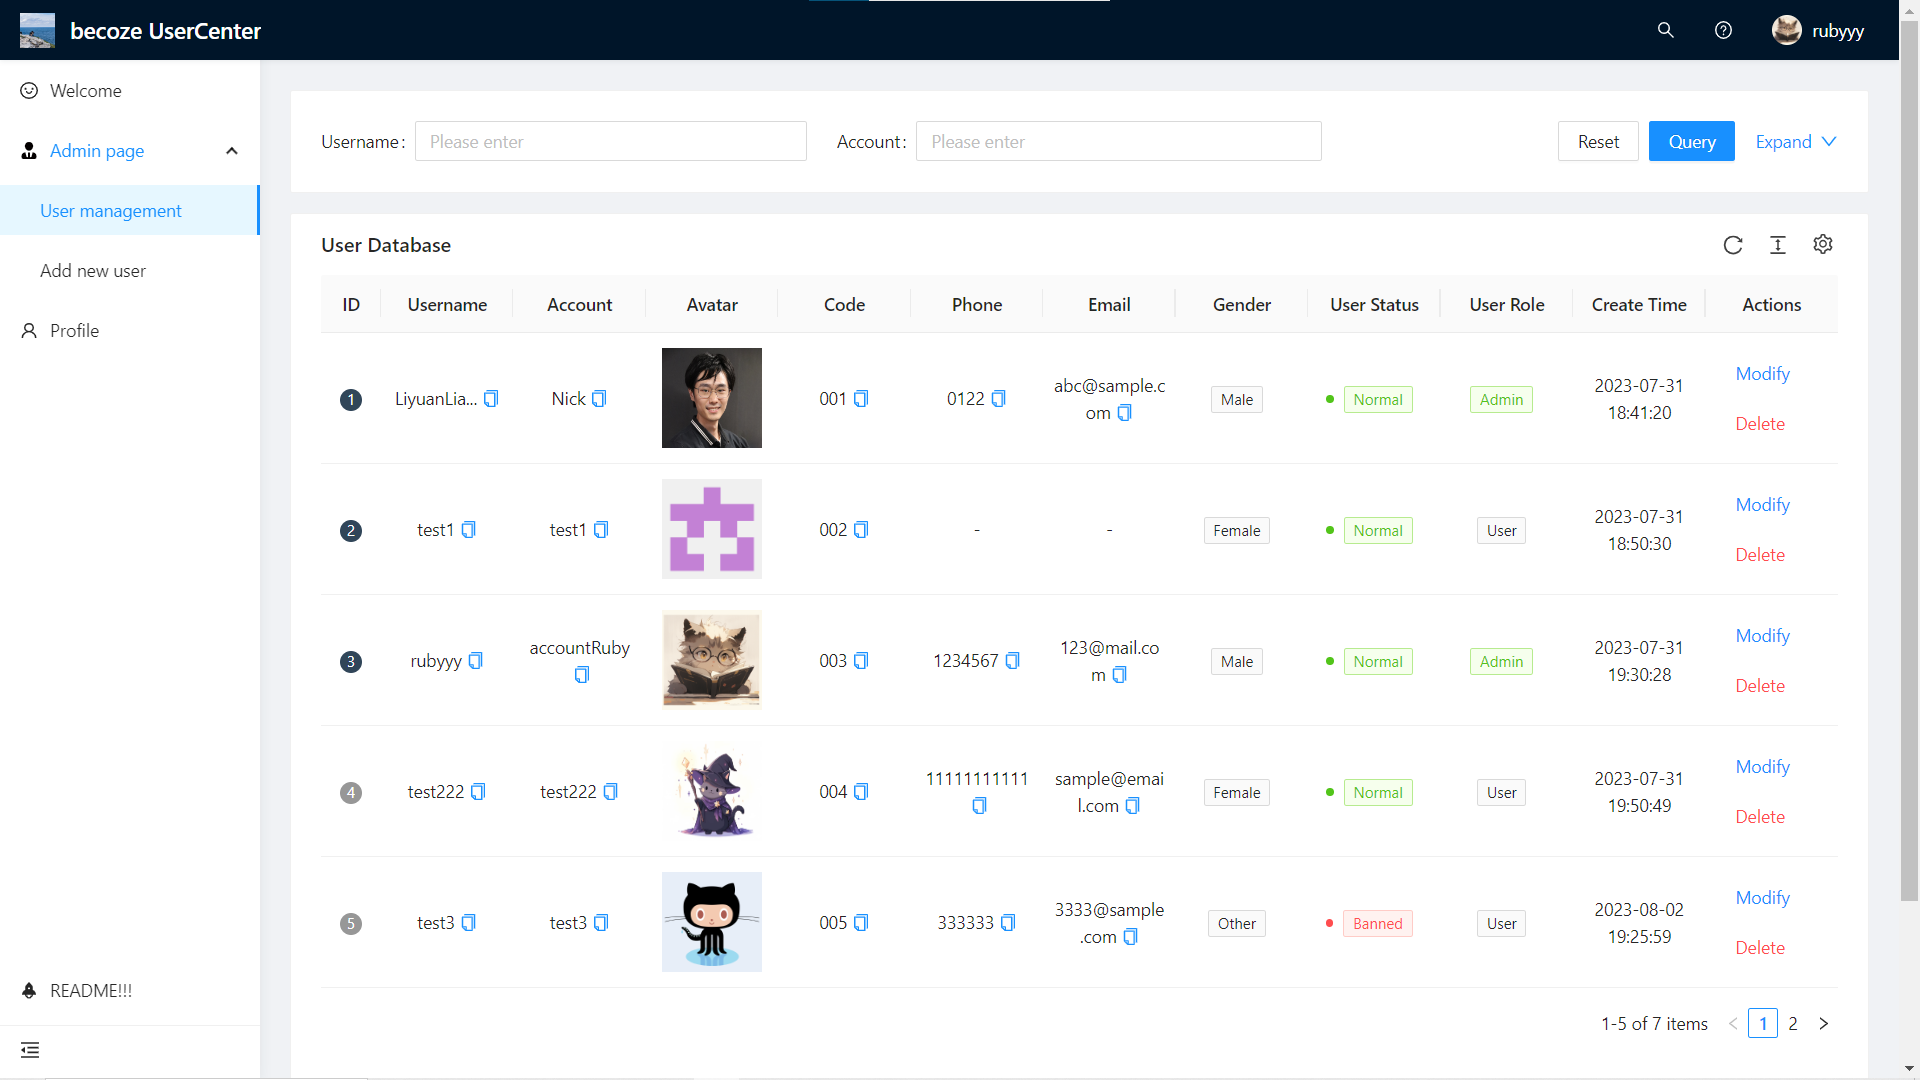 becoze UserCenter
rubyyy
Welcome
Admin page
User management
Add new user
Profile
README!!!
Username:
Please enter
Account:
Please enter
Reset
Query
Expand
User Database
ID Username Account Avatar Code Phone Email Gender User Status User Role Create Time Actions
1 LiyuanLia... Nick 001 0122 abc@sample.c
om
Male Normal Admin 2023-07-31
18:41:20
Modify
Delete
2 test1 test1 002 - - Female Normal User 2023-07-31
18:50:30
Modify
Delete
3 rubyyy accountRuby 003 1234567 123@mail.co
m
Male Normal Admin 2023-07-31
19:30:28
Modify
Delete
4 test222 test222 004 11111111111 sample@emai
l.com
Female Normal User 2023-07-31
19:50:49
Modify
Delete
5 test3 test3 005 333333 3333@sample
.com
Other Banned User 2023-08-02
19:25:59
Modify
Delete
1-5 of 7 items < 1 2 >